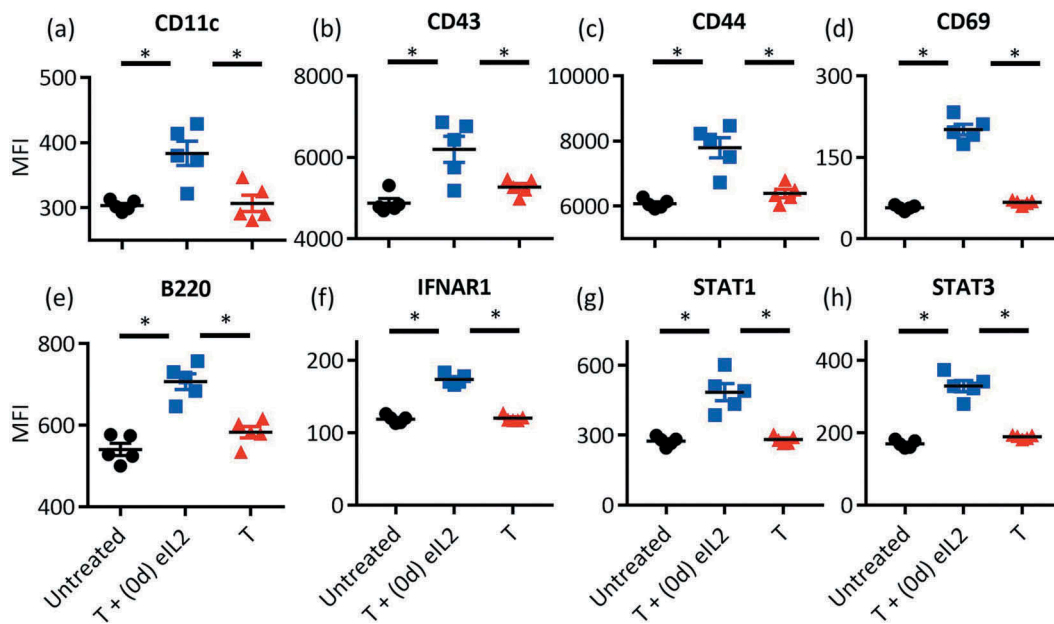 (a) CD11c
* *
MFI
500
400
300
(b) CD43
* *
8000
6000
4000
(c) CD44
* *
10000
8000
6000
(d) CD69
* *
300
150
0
(e) B220
* *
MFI
800
600
400
Untreated
T + (0d) eIL2
T
(f) IFNAR1
* *
200
100
0
Untreated
T + (0d) eIL2
T
(g) STAT1
* *
600
300
0
Untreated
T + (0d) eIL2
T
(h) STAT3
* *
400
200
0
Untreated
T + (0d) eIL2
T